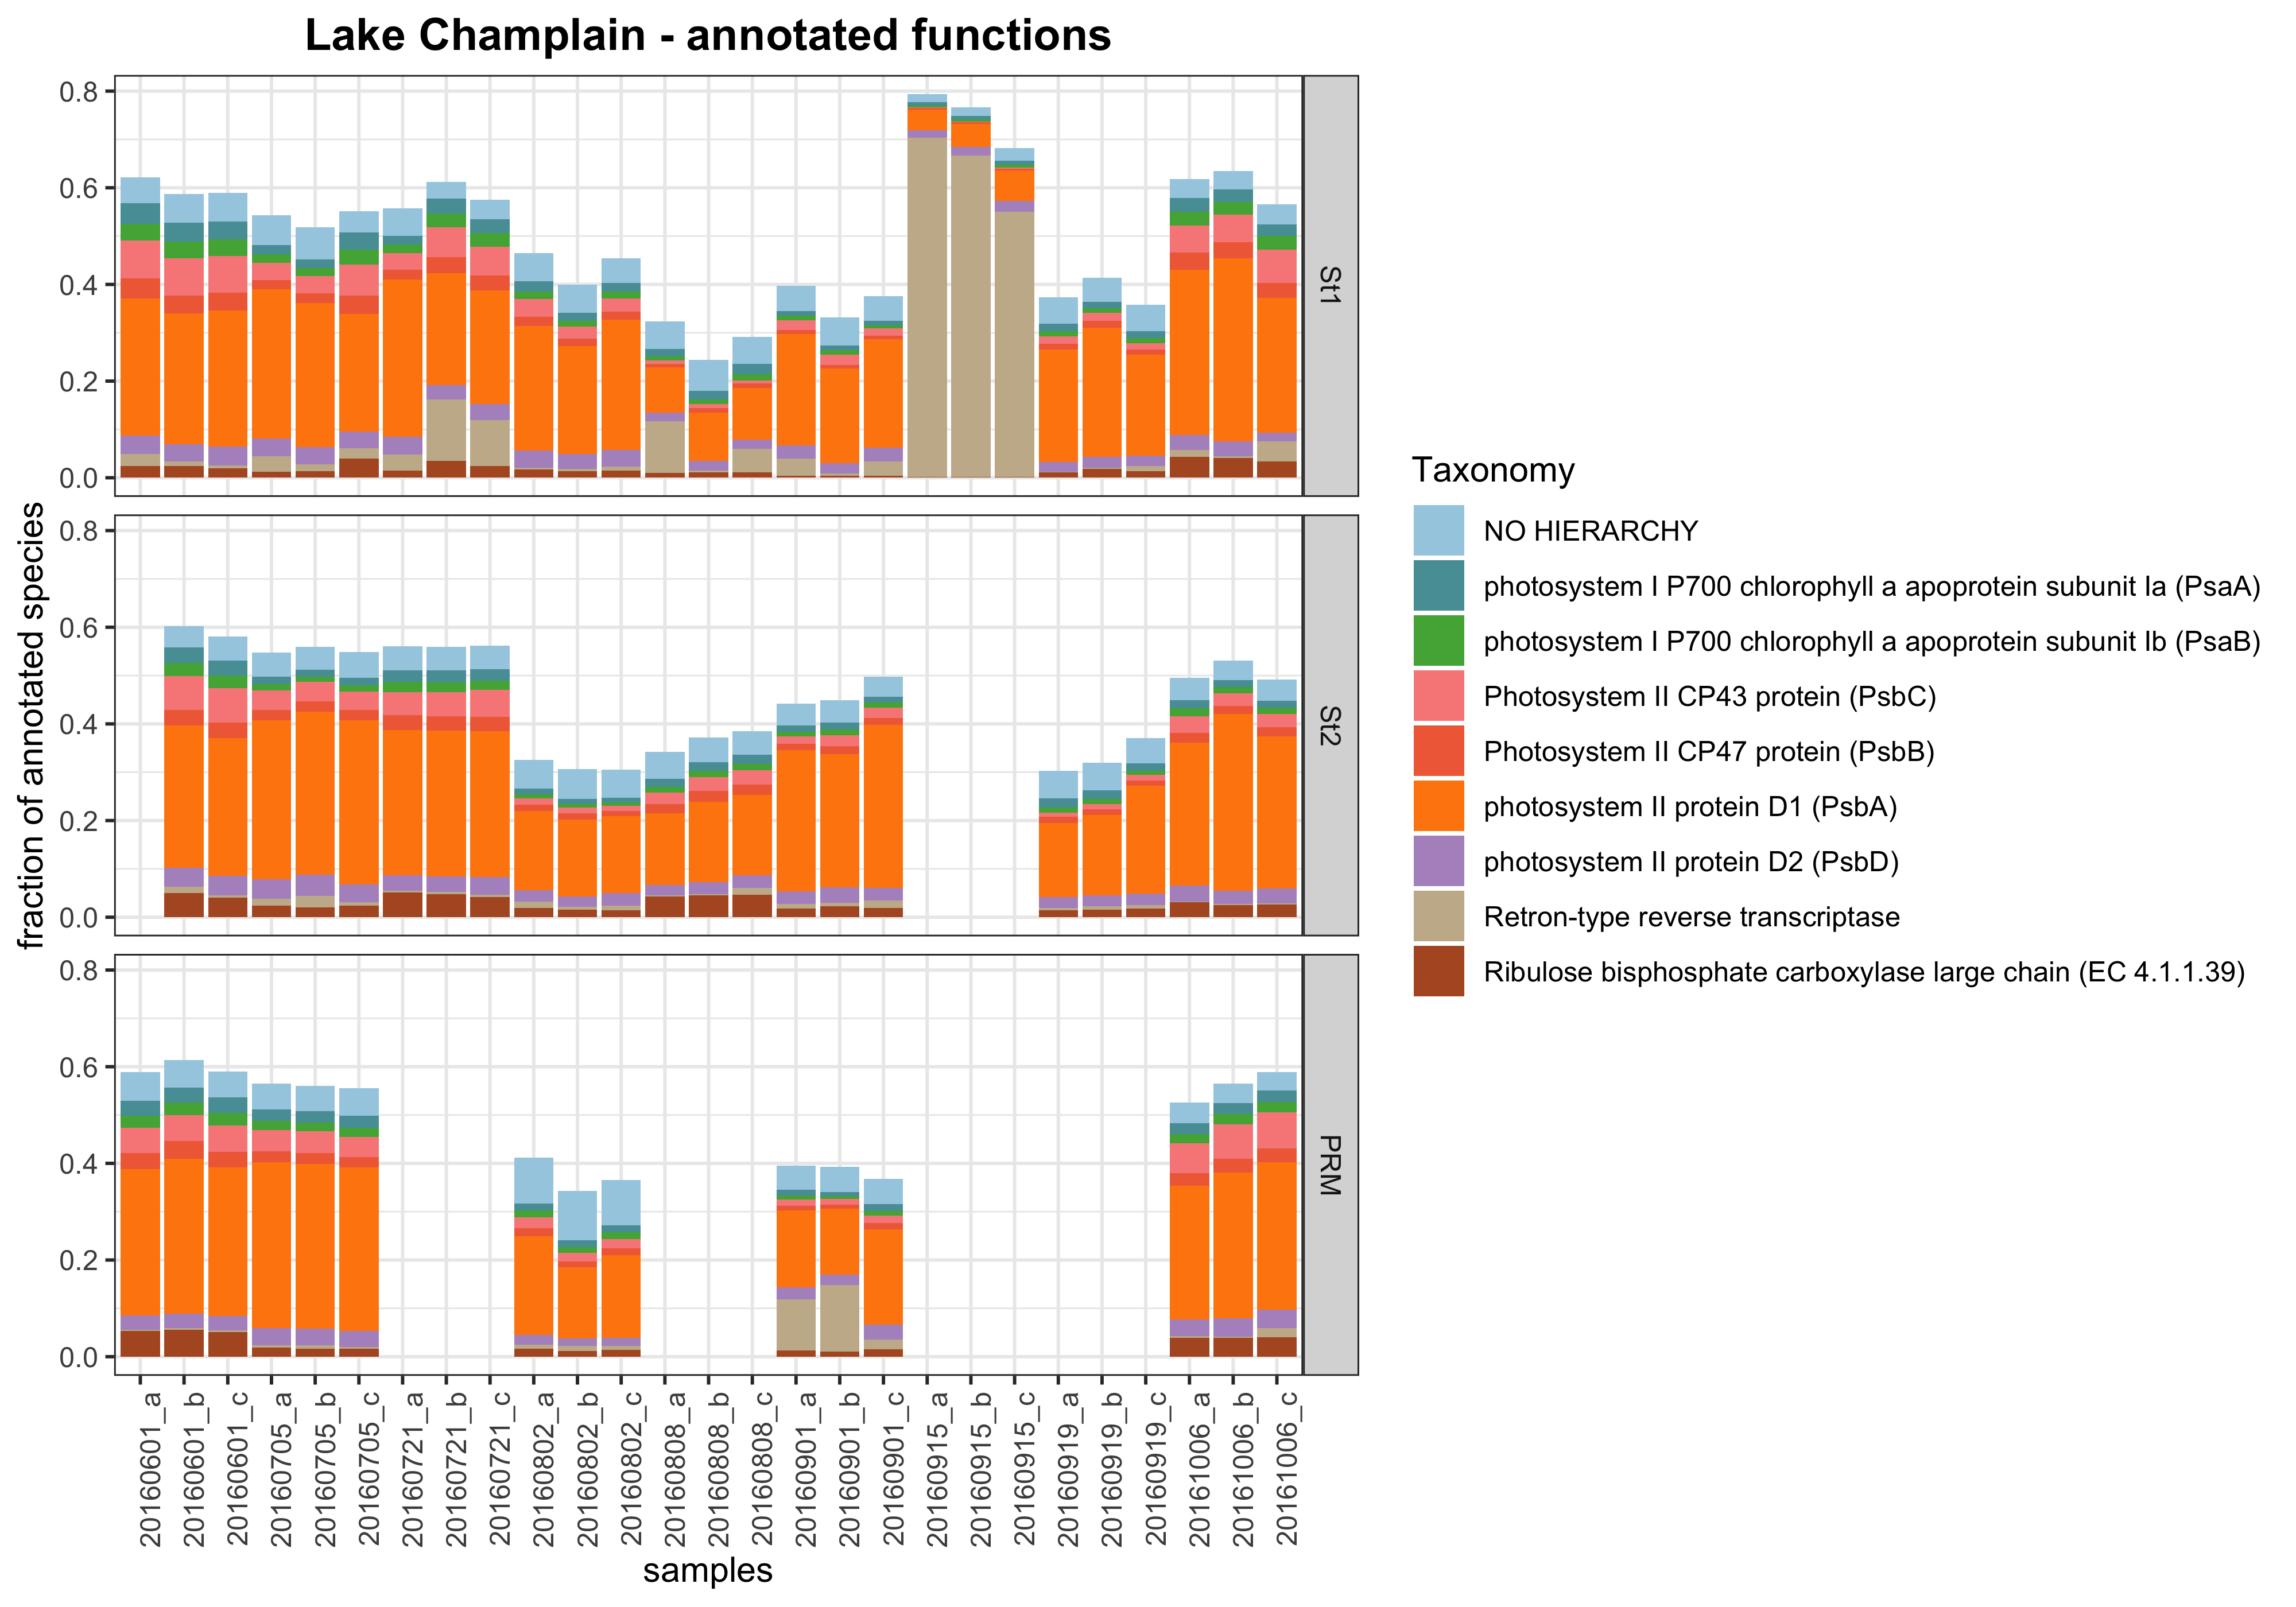 Lake Champlain - annotated functions
fraction of annotated species
0.8
0.6
0.4
0.2
0.0
St1
0.8
0.6
0.4
0.2
0.0
St2
0.8
0.6
0.4
0.2
0.0
PRM
20160601_a
20160601_b
20160601_c
20160705_a
20160705_b
20160705_c
20160721_a
20160721_b
20160721_c
20160802_a
20160802_b
20160802_c
20160808_a
20160808_b
20160808_c
20160901_a
20160901_b
20160901_c
20160915_a
20160915_b
20160915_c
20160919_a
20160919_b
20160919_c
20161006_a
20161006_b
20161006_c
samples
Taxonomy
NO HIERARCHY
photosystem I P700 chlorophyll a apoprotein subunit Ia (PsaA)
photosystem I P700 chlorophyll a apoprotein subunit Ib (PsaB)
Photosystem II CP43 protein (PsbC)
Photosystem II CP47 protein (PsbB)
photosystem II protein D1 (PsbA)
photosystem II protein D2 (PsbD)
Retron-type reverse transcriptase
Ribulose bisphosphate carboxylase large chain (EC 4.1.1.39)